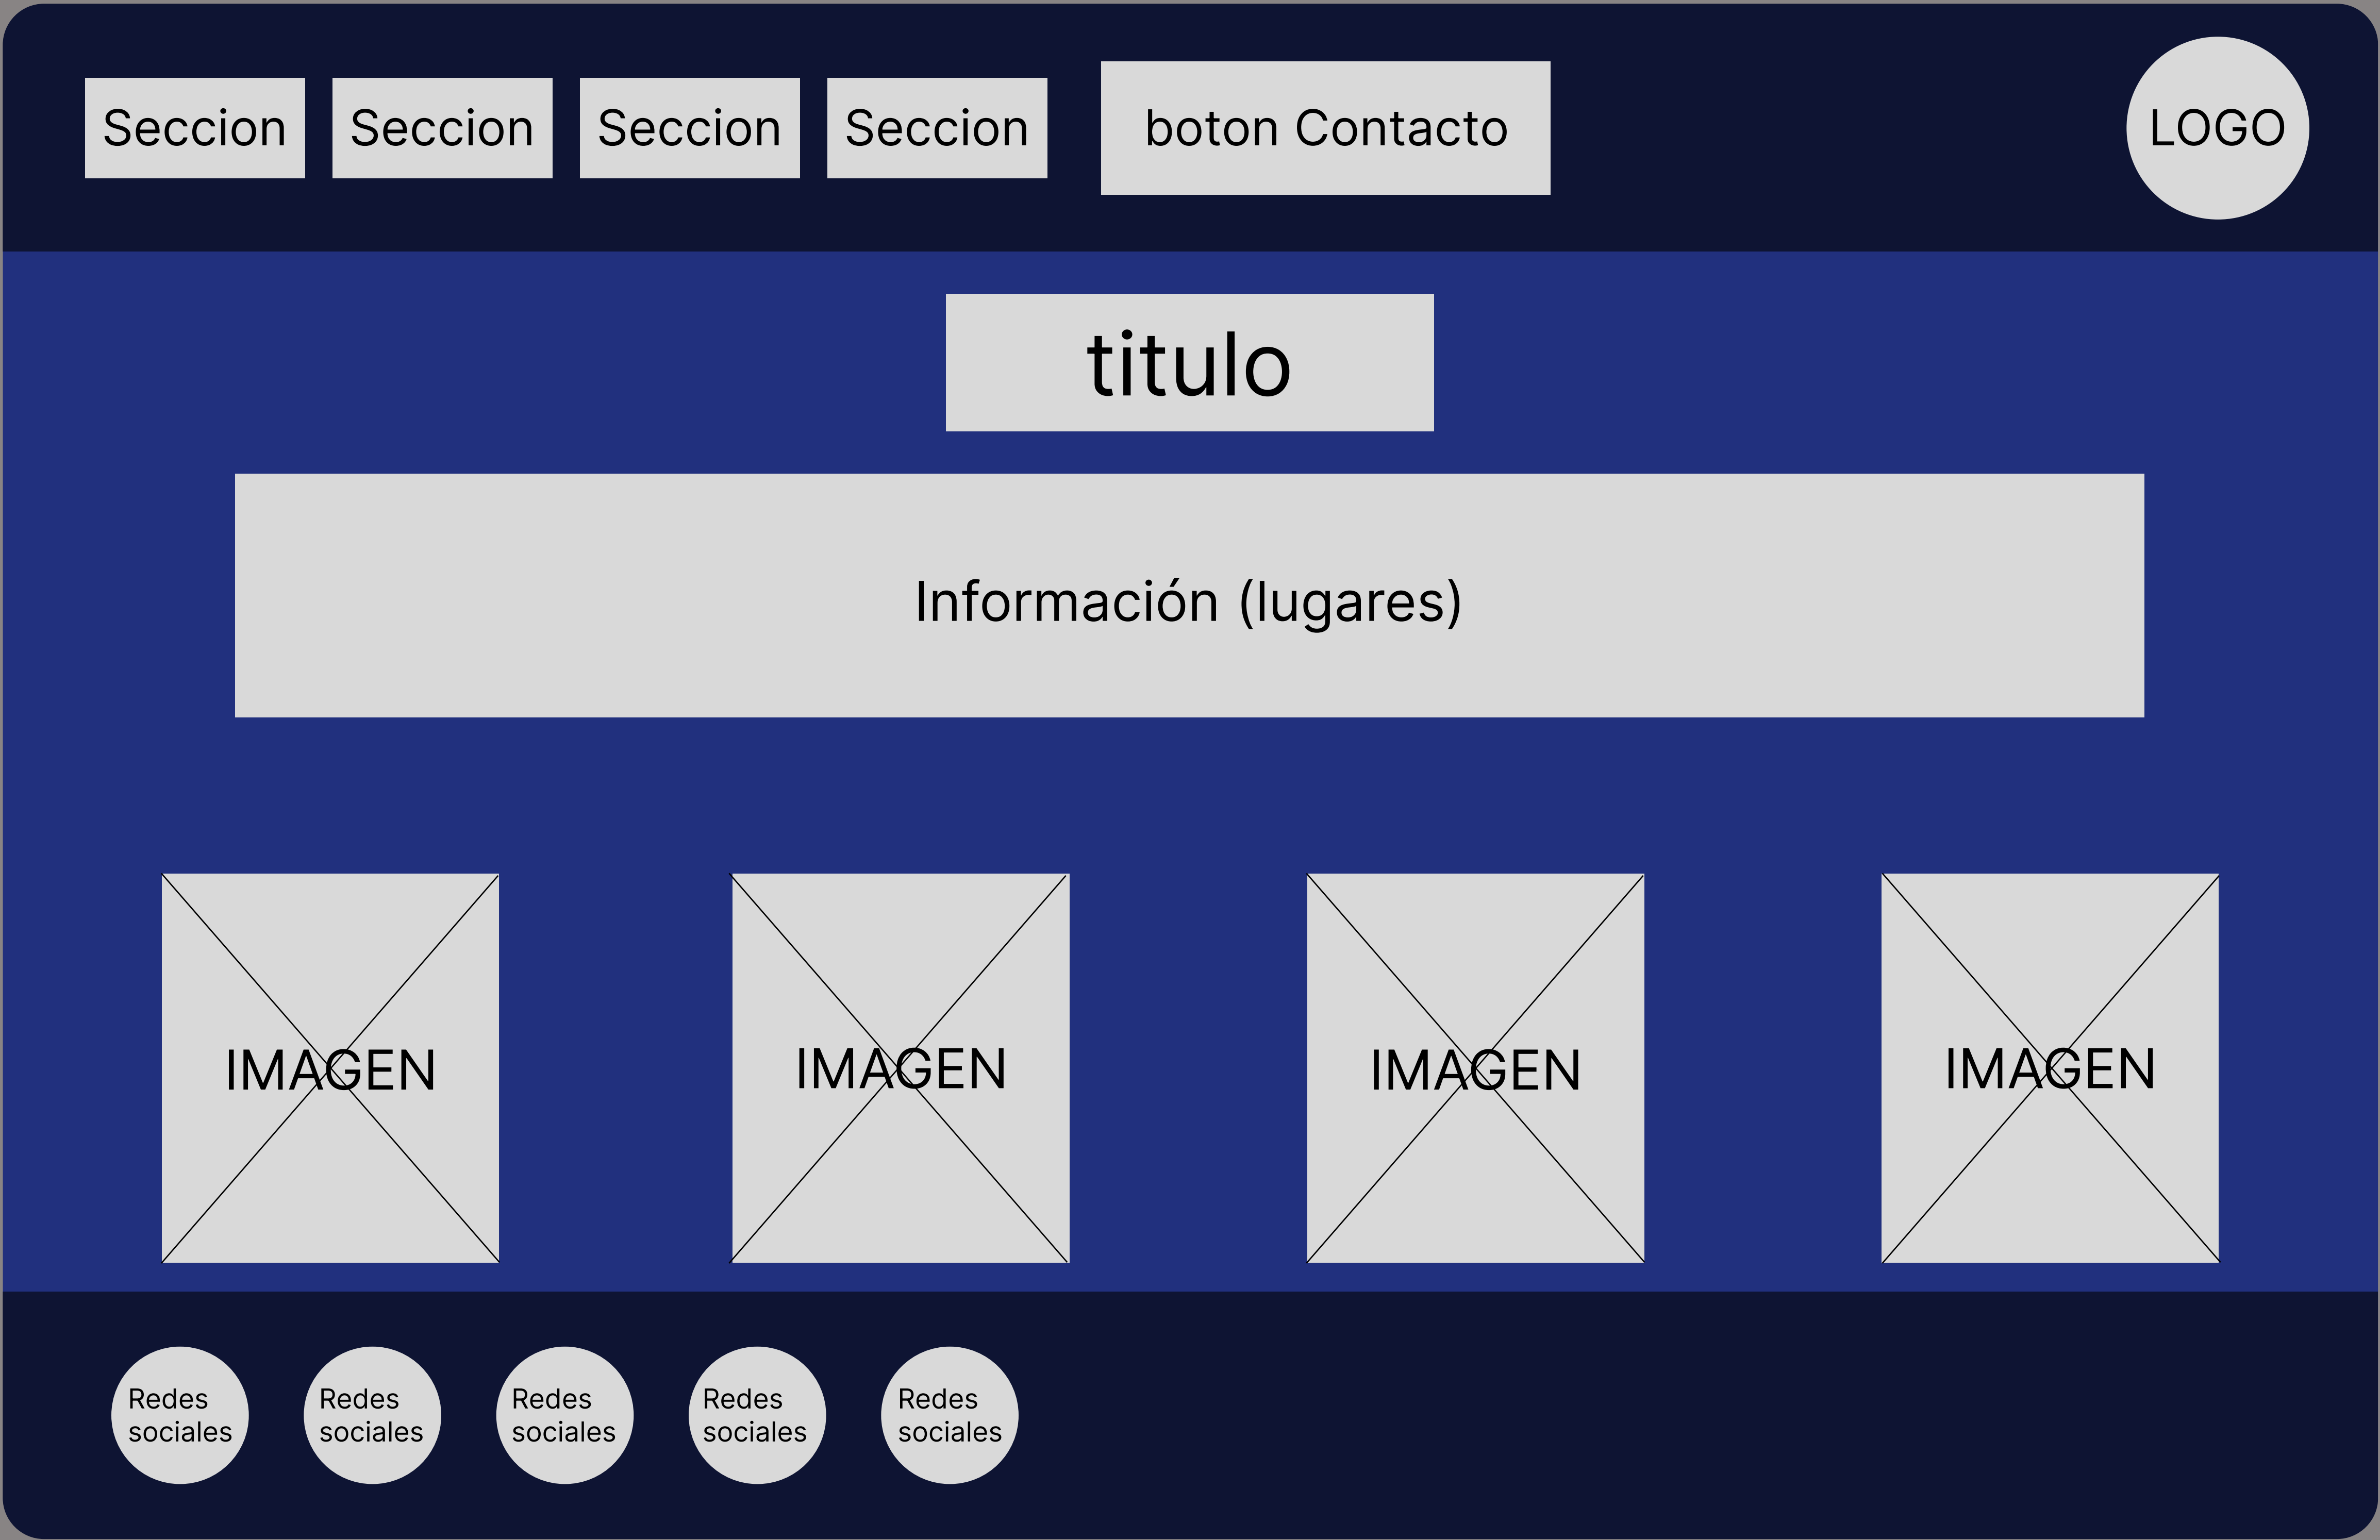 Seccion
Seccion
Seccion
Seccion
boton Contacto
LOGO
titulo
Información (lugares)
IMAGEN
IMAGEN
IMAGEN
IMAGEN
Redes
sociales
Redes
sociales
Redes
sociales
Redes
sociales
Redes
sociales